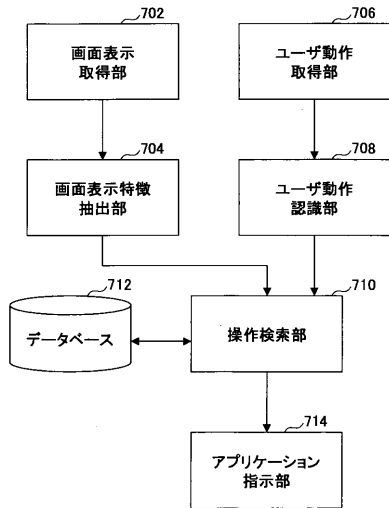 702
画面表示
取得部
706
ユーザ動作
取得部
704
画面表示特徴
抽出部
708
ユーザ動作
認識部
712
データベース
710
操作検索部
714
アプリケーション
指示部